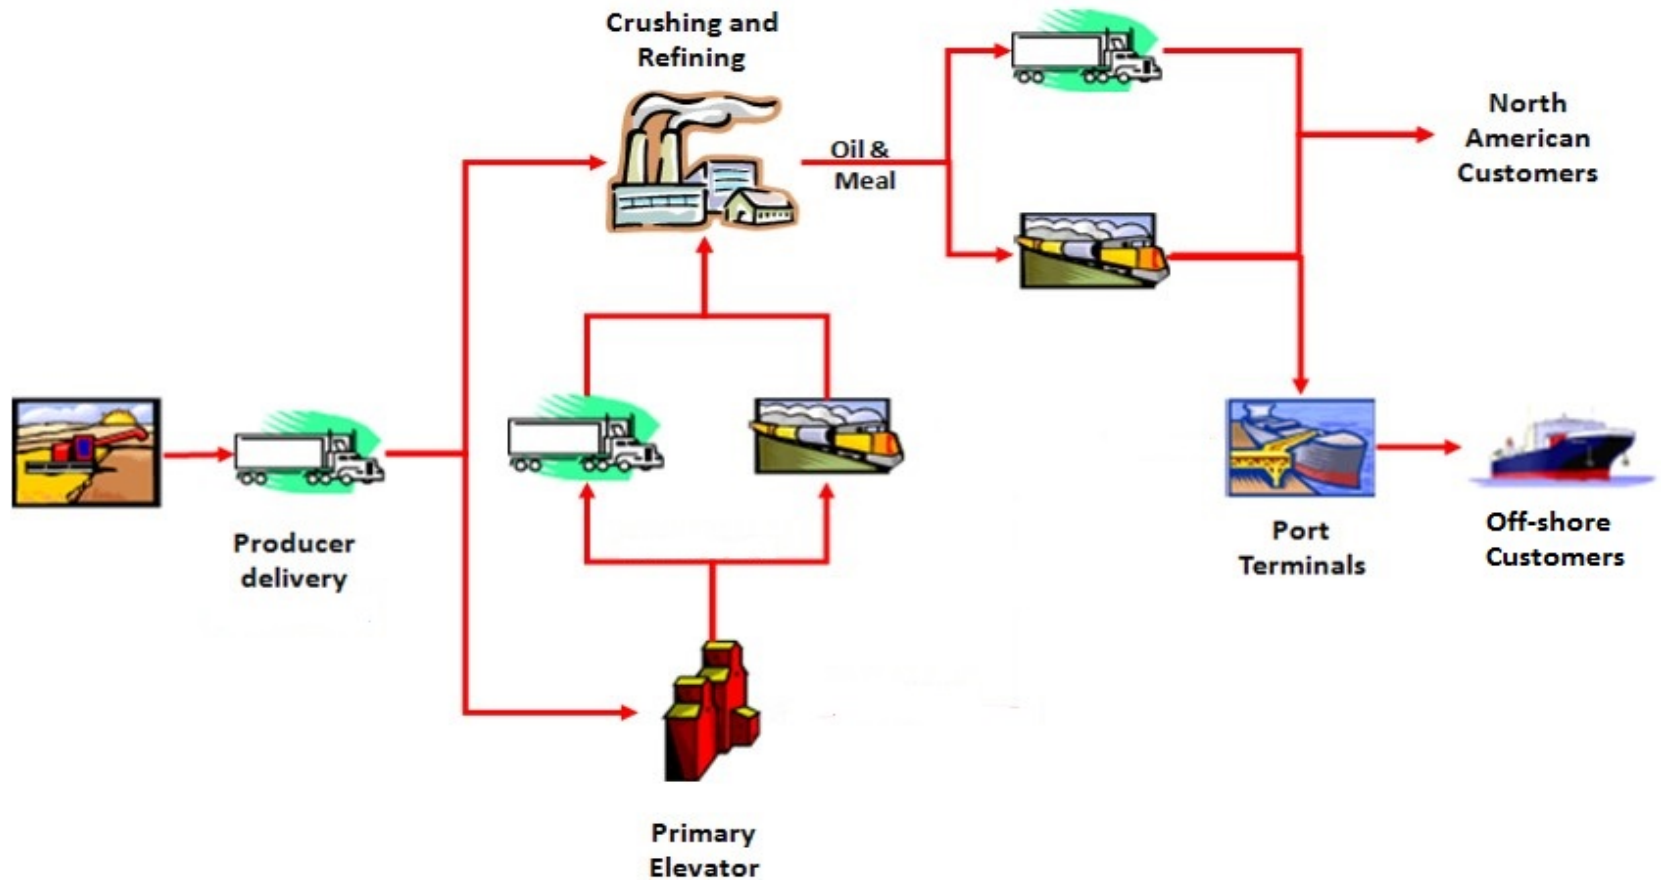 Crushing and
Refining
Oil &
Meal
North
American
Customers
Producer
delivery
Port
Terminals
Off-shore
Customers
Primary
Elevator